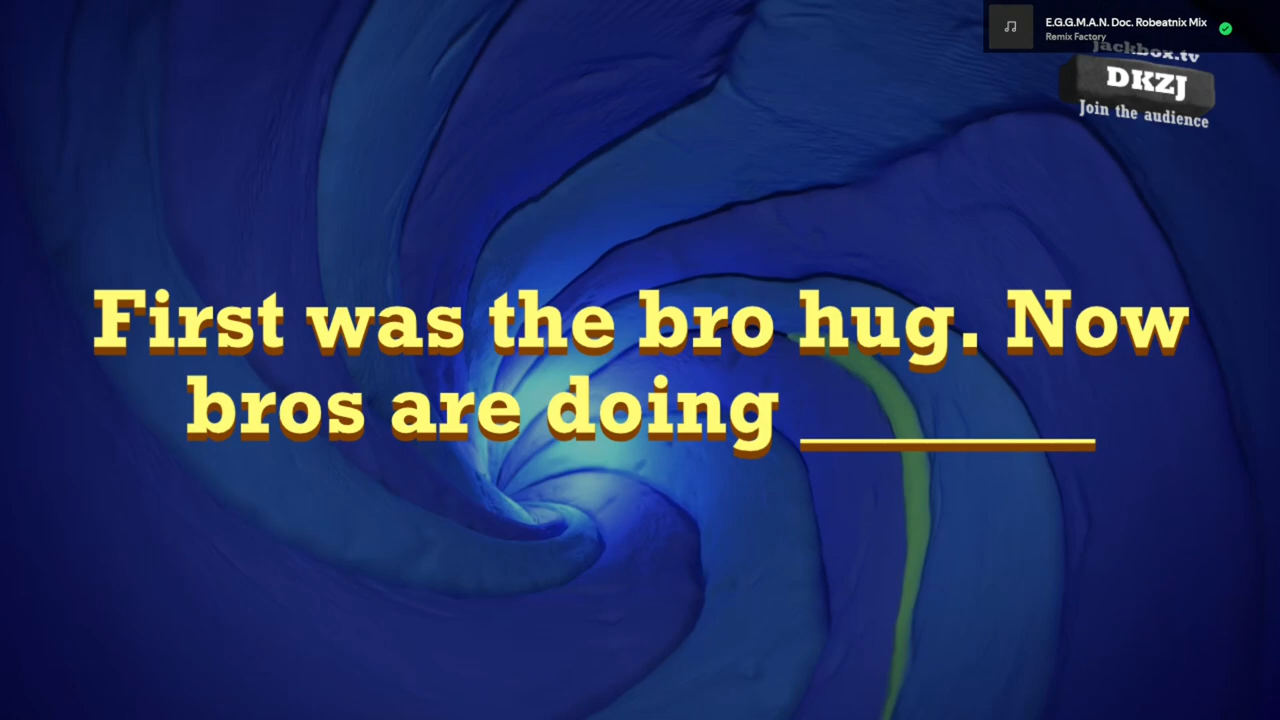 E.G.G.M.A.N. Doc. Robeatnix Mix
Remix Factory
jackbox.tv
DKZJ
Join the audience
First was the bro hug. Now
bros are doing ________